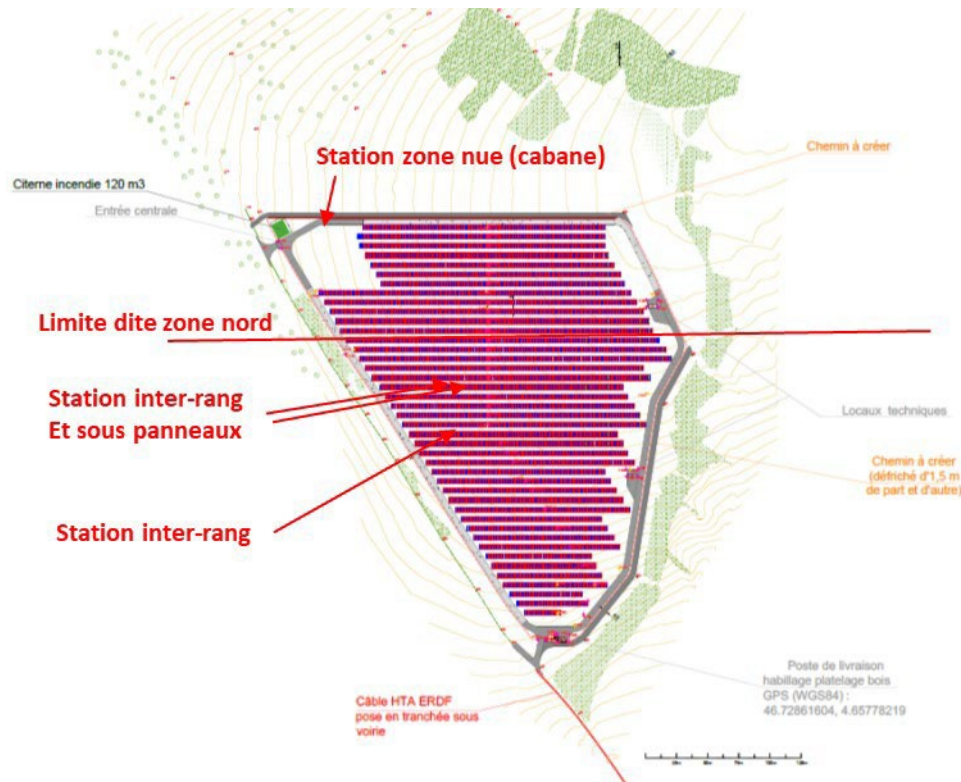 Chemin à créer
Station zone nue (cabane)
Citerne incendie 120 m3
Entrée centrale
Limite dite zone nord
Station inter-rang
Et sous panneaux
Locaux techniques
Chemin à créer
(défriché d'1,5 m
de part et d'autre)
Station inter-rang
Poste de livraison
habillage platelage bois
GPS (WGS84) :
46.72861604, 4.65778219
Câble HTA ERDF
pose en tranchée sous
voirie